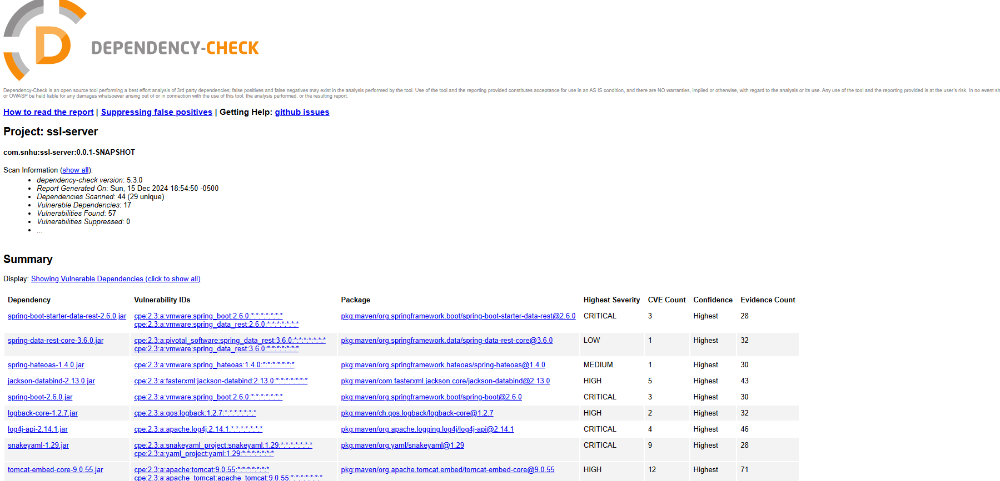 DEPENDENCY-CHECK
Dependency-Check is an open source tool performing a best effort analysis of 3rd party dependencies; false positives and false negatives may exist in the analysis performed by the tool. Use of the tool and the reporting provided constitutes acceptance for use in an AS IS condition, and there are NO warranties, implied or otherwise, with regard to the analysis or its use. Any use of the tool and the reporting provided is at the user's risk. In no event sh
or OWASP be held liable for any damages whatsoever arising out of or in connection with the use of this tool, the analysis performed, or the resulting report.
How to read the report | Suppressing false positives | Getting Help: github issues
Project: ssl-server
com.snhu:ssl-server:0.0.1-SNAPSHOT
Scan Information (show all):
• dependency-check version: 5.3.0
• Report Generated On: Sun, 15 Dec 2024 18:54:50 -0500
• Dependencies Scanned: 44 (29 unique)
• Vulnerable Dependencies: 17
• Vulnerabilities Found: 57
• Vulnerabilities Suppressed: 0
• ...
Summary
Display: Showing Vulnerable Dependencies (click to show all)
Dependency Vulnerability IDs Package Highest Severity CVE Count Confidence Evidence Count
spring-boot-starter-data-rest-2.6.0.jar cpe:2.3:a:vmware:spring_boot:2.6.0:*:*:*:*:*:*:* pkg:maven/org.springframework.boot/spring-boot-starter-data-rest@2.6.0 CRITICAL 3 Highest 28
cpe:2.3:a:vmware:spring_data_rest:2.6.0:*:*:*:*:*:*:*
spring-data-rest-core-3.6.0.jar cpe:2.3:a:pivotal_software:spring_data_rest:3.6.0:*:*:*:*:*:*:* pkg:maven/org.springframework.data/spring-data-rest-core@3.6.0 LOW 1 Highest 32
cpe:2.3:a:vmware:spring_data_rest:3.6.0:*:*:*:*:*:*:*
spring-hateoas-1.4.0.jar cpe:2.3:a:vmware:spring_hateoas:1.4.0:*:*:*:*:*:*:* pkg:maven/org.springframework.hateoas/spring-hateoas@1.4.0 MEDIUM 1 Highest 30
jackson-databind-2.13.0.jar cpe:2.3:a:fasterxml:jackson-databind:2.13.0:*:*:*:*:*:*:* pkg:maven/com.fasterxml.jackson.core/jackson-databind@2.13.0 HIGH 5 Highest 43
spring-boot-2.6.0.jar cpe:2.3:a:vmware:spring_boot:2.6.0:*:*:*:*:*:*:* pkg:maven/org.springframework.boot/spring-boot@2.6.0 CRITICAL 3 Highest 30
logback-core-1.2.7.jar cpe:2.3:a:qos:logback:1.2.7:*:*:*:*:*:*:* pkg:maven/ch.qos.logback/logback-core@1.2.7 HIGH 2 Highest 32
log4j-api-2.14.1.jar cpe:2.3:a:apache:log4j:2.14.1:*:*:*:*:*:*:* pkg:maven/org.apache.logging.log4j/log4j-api@2.14.1 CRITICAL 4 Highest 46
snakeyaml-1.29.jar cpe:2.3:a:snakeyaml_project:snakeyaml:1.29:*:*:*:*:*:*:* pkg:maven/org.yaml/snakeyaml@1.29 CRITICAL 9 Highest 28
cpe:2.3:a:yaml_project:yaml:1.29:*:*:*:*:*:*:*
tomcat-embed-core-9.0.55.jar cpe:2.3:a:apache:tomcat:9.0.55:*:*:*:*:*:*:* pkg:maven/org.apache.tomcat.embed/tomcat-embed-core@9.0.55 HIGH 12 Highest 71
cpe:2.3:a:apache_tomcat:apache_tomcat:9.0.55:*:*:*:*:*:*:*